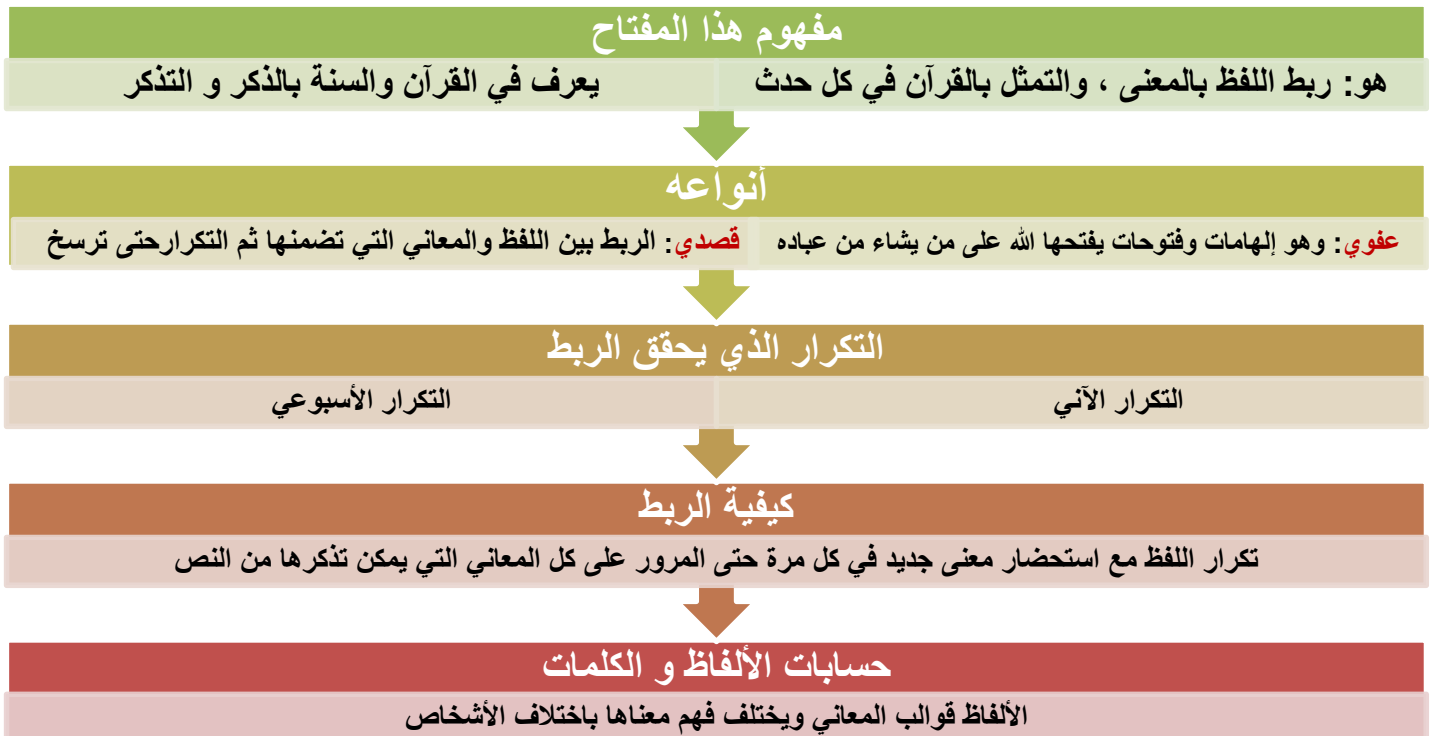 مفهوم هذا المفتاح
هو: ربط اللفظ بالمعنى ، والتمثل بالقرآن في كل حدث
يعرف في القرآن والسنة بالذكر و التذكر
أنواعه
عفوي: وهو إلهامات وفتوحات يفتحها الله على من يشاء من عباده
قصدي: الربط بين اللفظ والمعاني التي تضمنها ثم التكرارحتى ترسخ
التكرار الذي يحقق الربط
التكرار الآني
التكرار الأسبوعي
كيفية الربط
تكرار اللفظ مع استحضار معنى جديد في كل مرة حتى المرور على كل المعاني التي يمكن تذكرها من النص
حسابات الألفاظ و الكلمات
الألفاظ قوالب المعاني ويختلف فهم معناها باختلاف الأشخاص